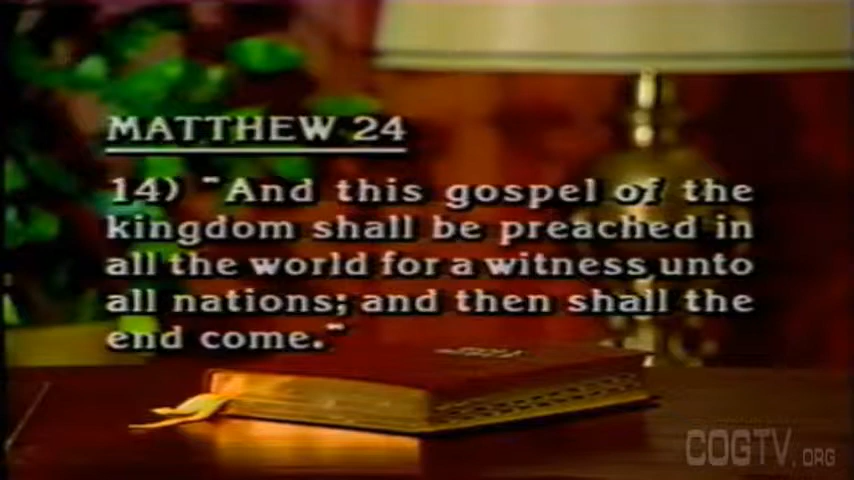 MATTHEW 24
14) "And this gospel of the
kingdom shall be preached in
all the world for a witness unto
all nations; and then shall the
end come."
COGTV.ORG